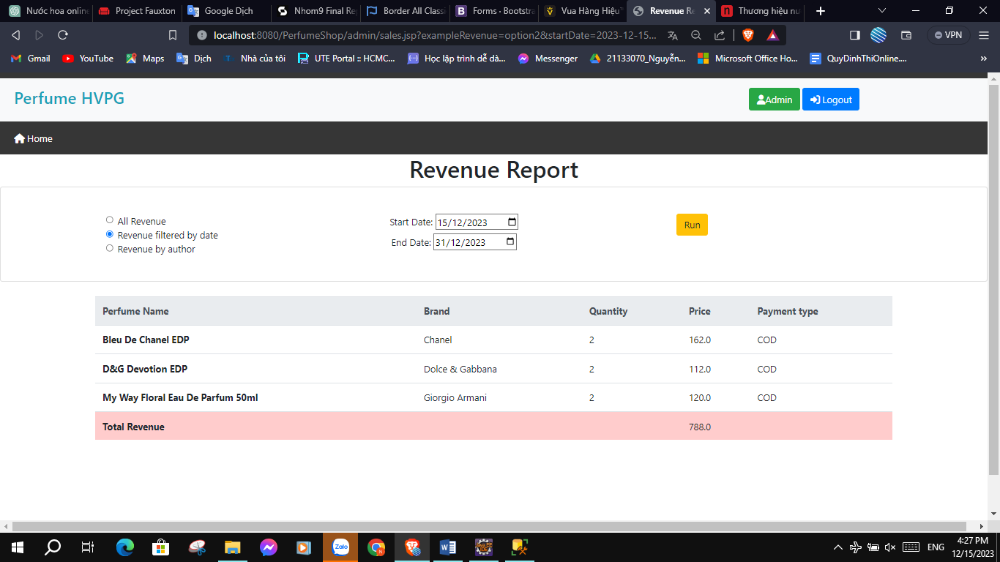 Nước hoa online
Project Fauxton
Google Dịch
Nhom9 Final Re
Border All Class
Forms · Bootstra
Vua Hàng Hiệu
Revenue Re
Thương hiệu nư
localhost:8080/PerfumeShop/admin/sales.jsp?exampleRevenue=option2&startDate=2023-12-15...
VPN
Gmail
YouTube
Maps
Dịch
Nhà của tôi
UTE Portal :: HCMC...
Học lập trình dễ dà...
Messenger
21133070_Nguyễn...
Microsoft Office Ho...
QuyDinhThiOnline....
»
Perfume HVPG
Admin
Logout
Home
Revenue Report
All Revenue
Revenue filtered by date
Revenue by author
Start Date: 15/12/2023
End Date: 31/12/2023
Run
Perfume Name Brand Quantity Price Payment type
Bleu De Chanel EDP Chanel 2 162.0 COD
D&G Devotion EDP Dolce & Gabbana 2 112.0 COD
My Way Floral Eau De Parfum 50ml Giorgio Armani 2 120.0 COD
Total Revenue 788.0
Zalo
ENG
4:27 PM
12/15/2023